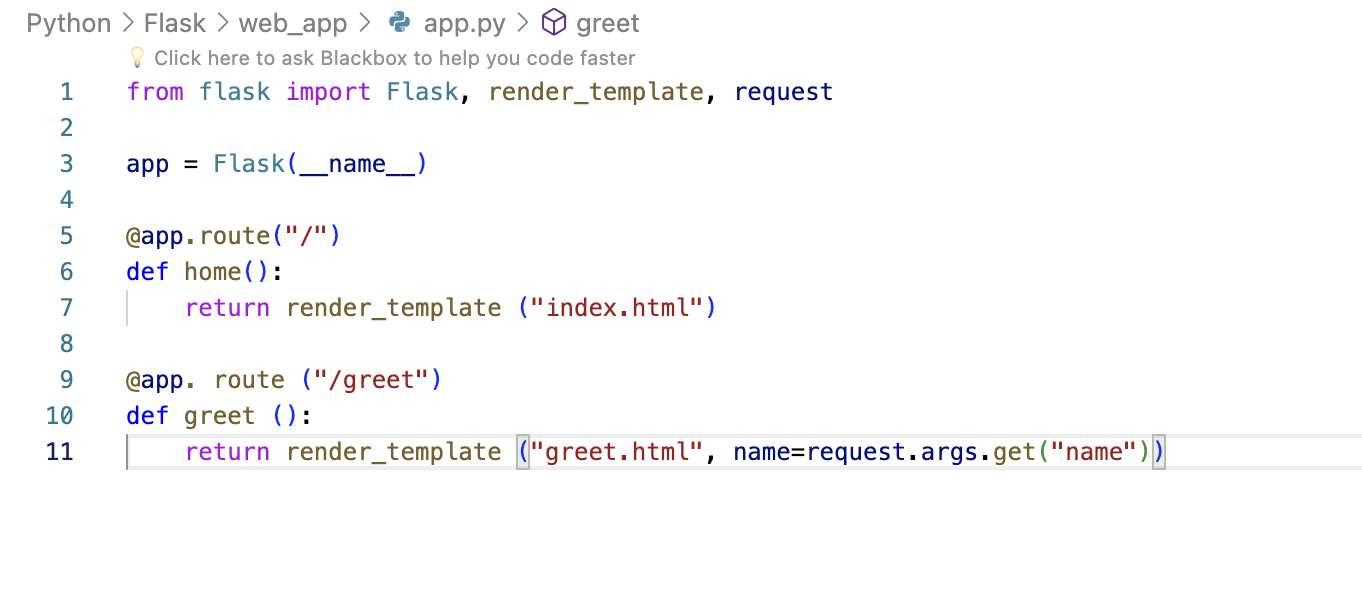 Python > Flask > web_app > app.py > greet
Click here to ask Blackbox to help you code faster
1 from flask import Flask, render_template, request
2
3 app = Flask(__name__)
4
5 @app.route("/")
6 def home():
7     return render_template ("index.html")
8
9 @app. route ("/greet")
10 def greet ():
11     return render_template ("greet.html", name=request.args.get("name"))